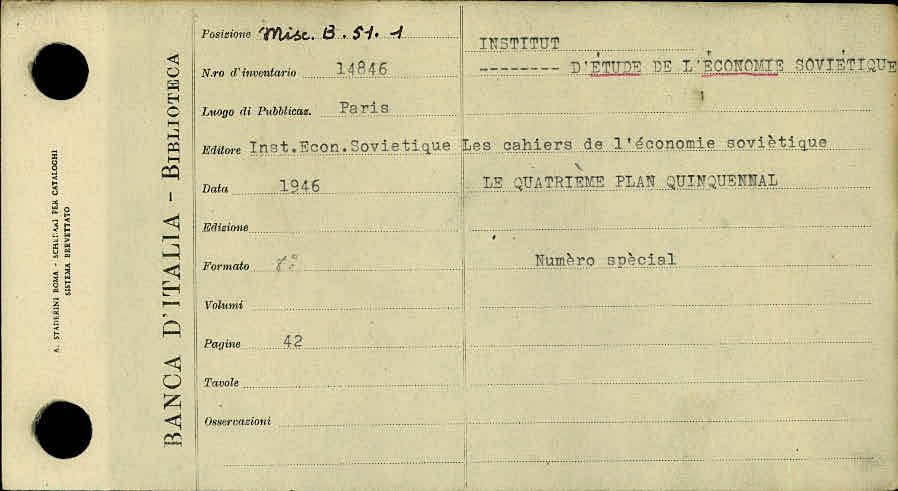 A. STADERINI ROMA - SCHEDARI PER CATALOGHI
SISTEMA BREVETTATO
BANCA D'ITALIA - BIBLIOTECA
Posizione Misc. B. 51. 1
N.ro d'inventario 14846
Luogo di Pubblicaz. Paris
Editore Inst.Econ.Sovietique
Data 1946
Edizione
Formato 8°
Volumi
Pagine 42
Tavole
Osservazioni
INSTITUT
-------- D'ÉTUDE DE L'ÉCONOMIE SOVIÉTIQUE
Les cahiers de l'économie soviètique
LE QUATRIÈME PLAN QUINQUENNAL
Numèro spècial